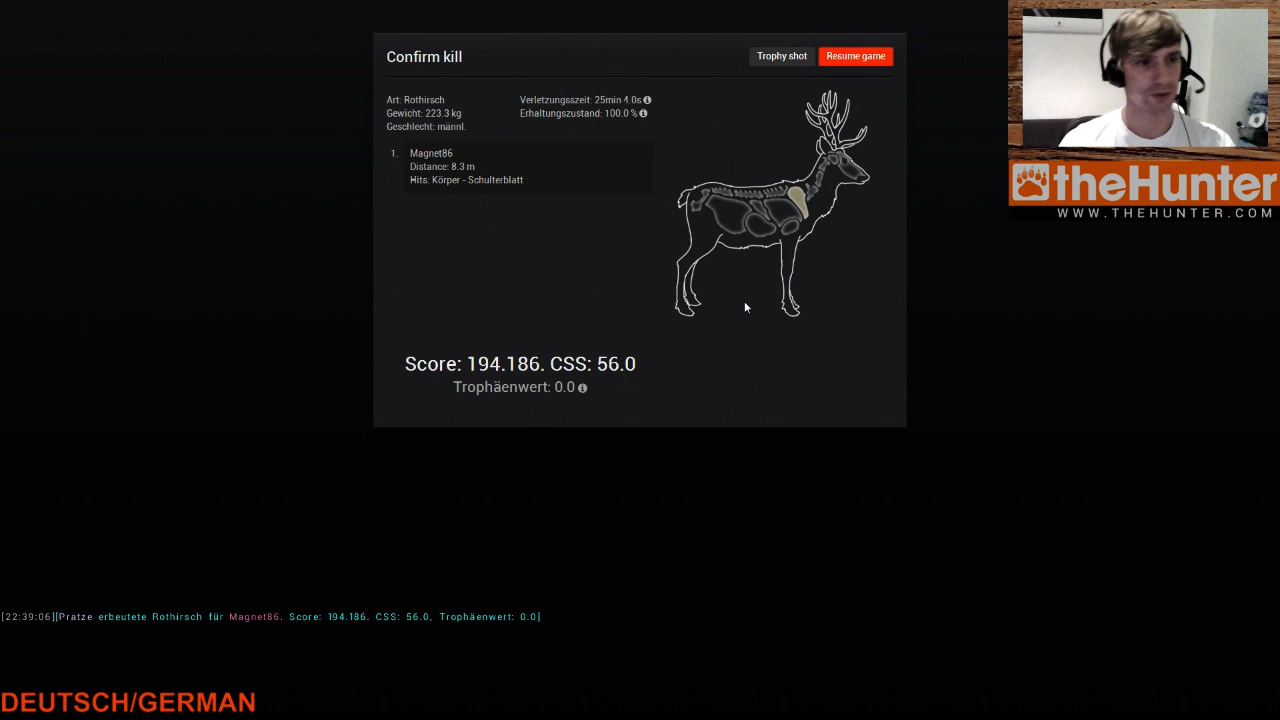 Confirm kill
Trophy shot
Resume game
Art: Rothirsch
Gewicht: 223.3 kg
Geschlecht: männl.
Verletzungsszeit: 25min 4.0s
Erhaltungszustand: 100.0 %
1. Magnet86
Distance: 8.3 m
Hits: Körper - Schulterblatt
Score: 194.186. CSS: 56.0
Trophäenwert: 0.0
theHunter
WWW.THEHUNTER.COM
[22:39:06][Pratze erbeutete Rothirsch für Magnet86. Score: 194.186. CSS: 56.0, Trophäenwert: 0.0]
DEUTSCH/GERMAN